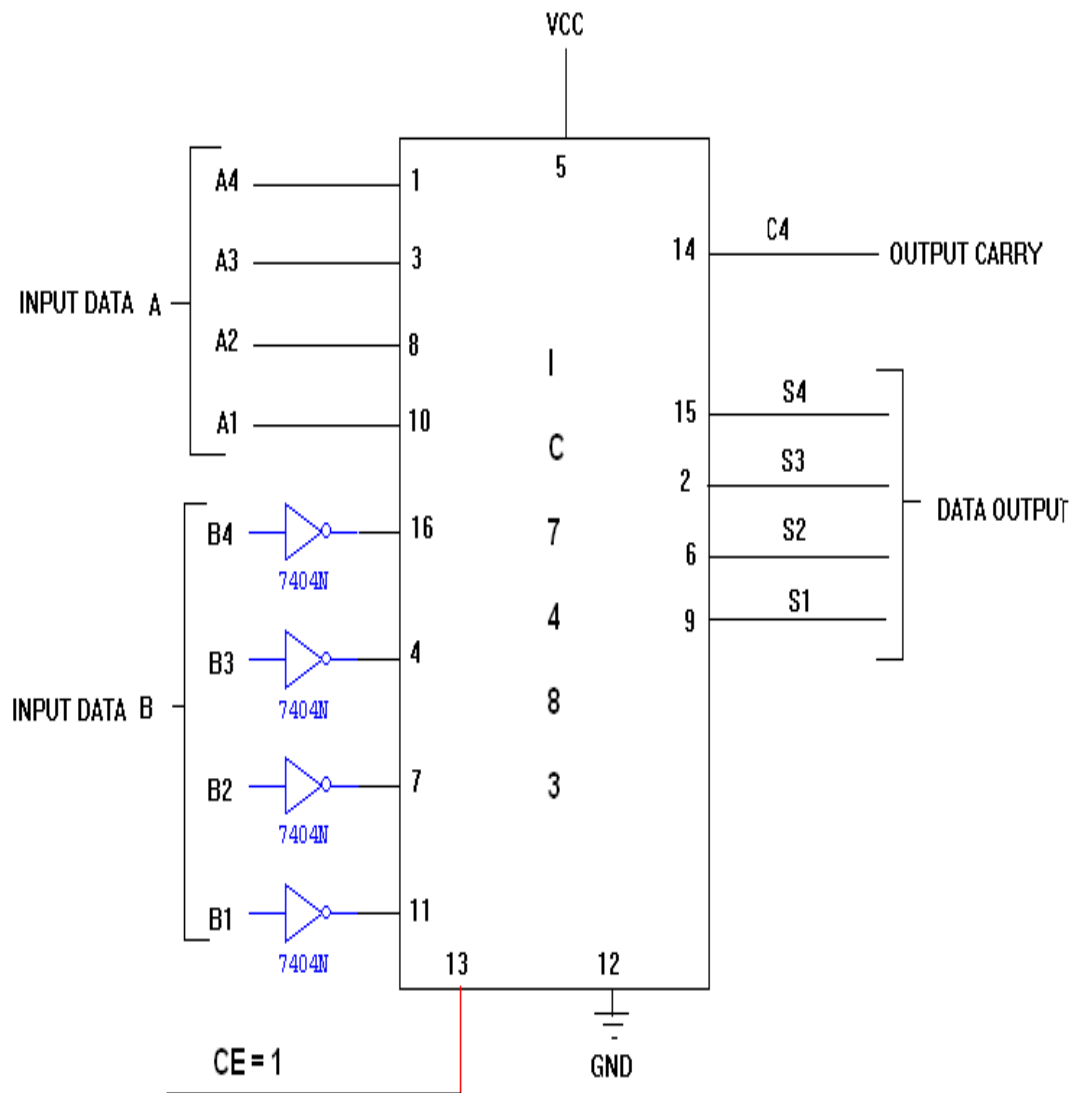 VCC
5
A4
1
C4
14
OUTPUT CARRY
A3
3
INPUT DATA A
A2
8
A1
10
I
C
7
4
8
3
S4
15
S3
2
DATA OUTPUT
S2
6
S1
9
B4
7404N
16
B3
7404N
4
INPUT DATA B
B2
7404N
7
B1
7404N
11
13
12
CE = 1
GND